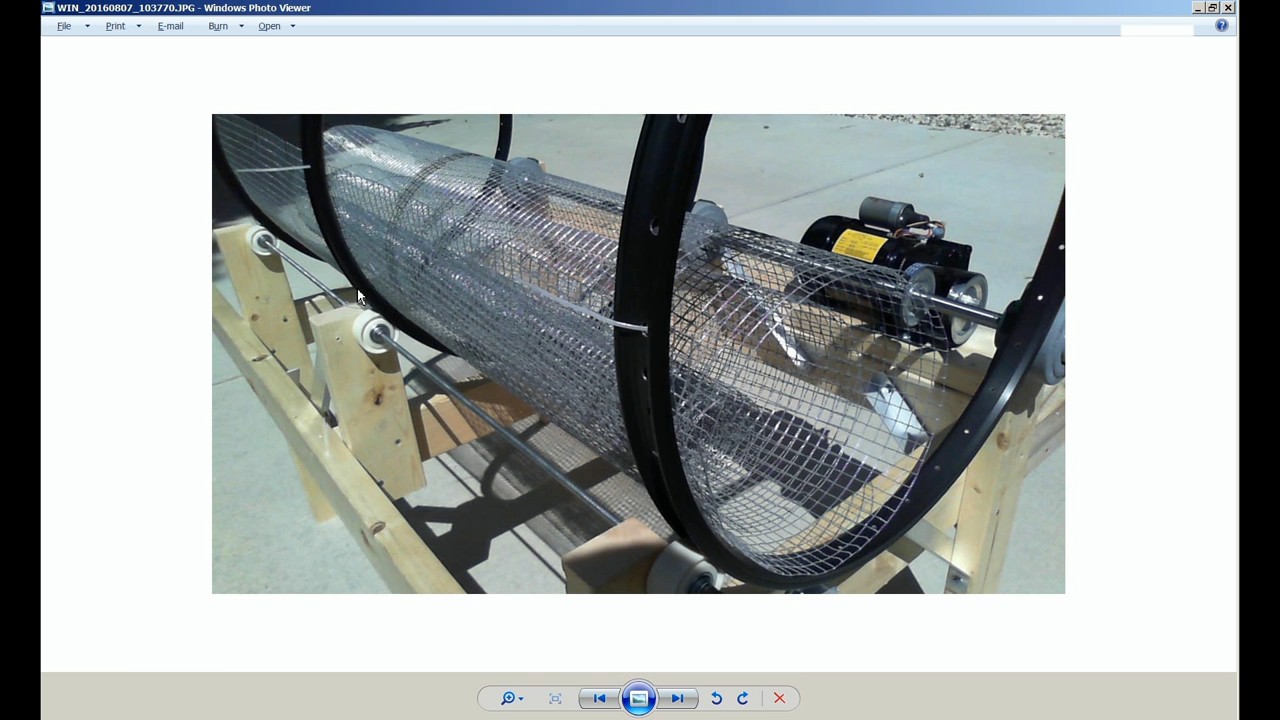 WIN_20160807_103770.JPG - Windows Photo Viewer
File Print E-mail Burn Open